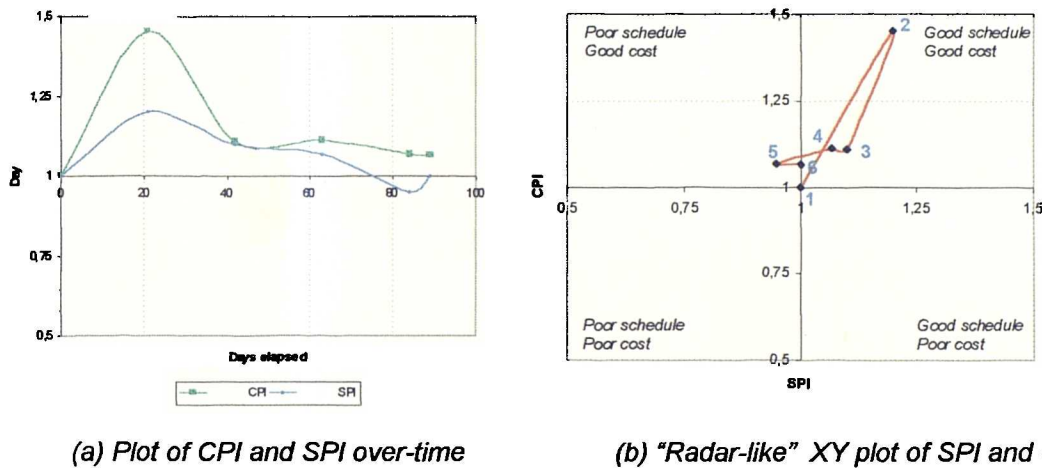 1,5
1,25
1
0,75
0,5
Day
0 20 40 60 80 100
Days elapsed
CPI SPI
(a) Plot of CPI and SPI over-time
1,5
1,25
1
0,75
0,5
CPI
Poor schedule
Good cost
Good schedule
Good cost
2
4
3
5
6
1
0,5 0,75 1 1,25 1,5
Poor schedule
Poor cost
Good schedule
Poor cost
SPI
(b) "Radar-like" XY plot of SPI and